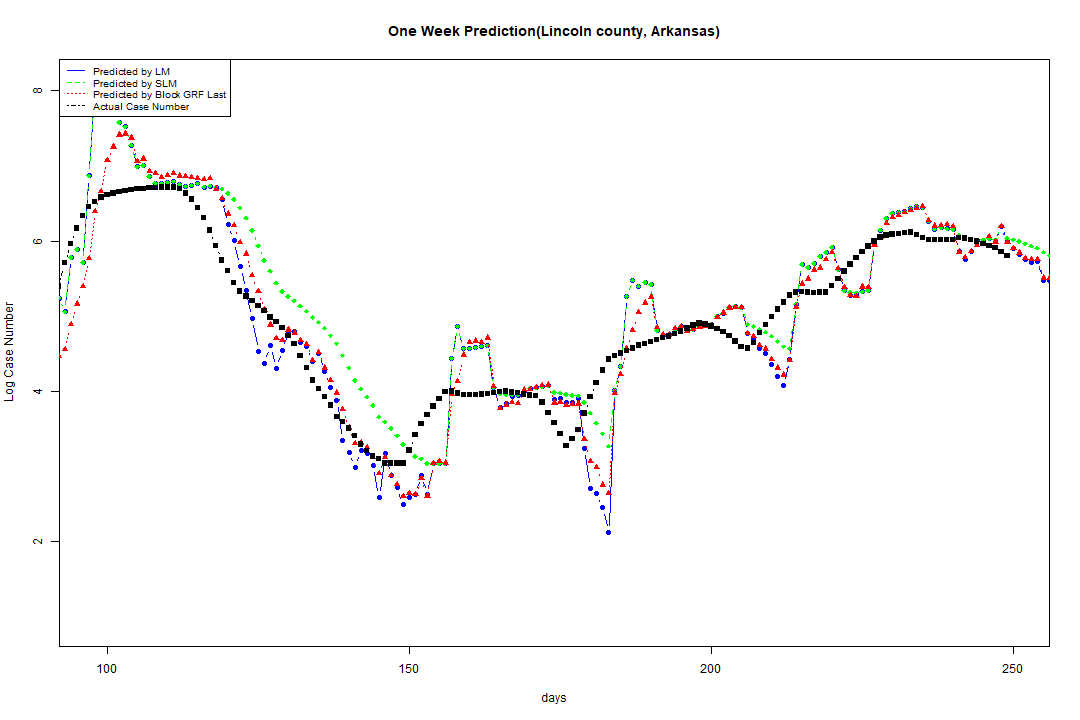 One Week Prediction(Lincoln county, Arkansas)
Predicted by LM
Predicted by SLM
Predicted by Block GRF Last
Actual Case Number
8
6
4
2
Log Case Number
100 150 200 250
days